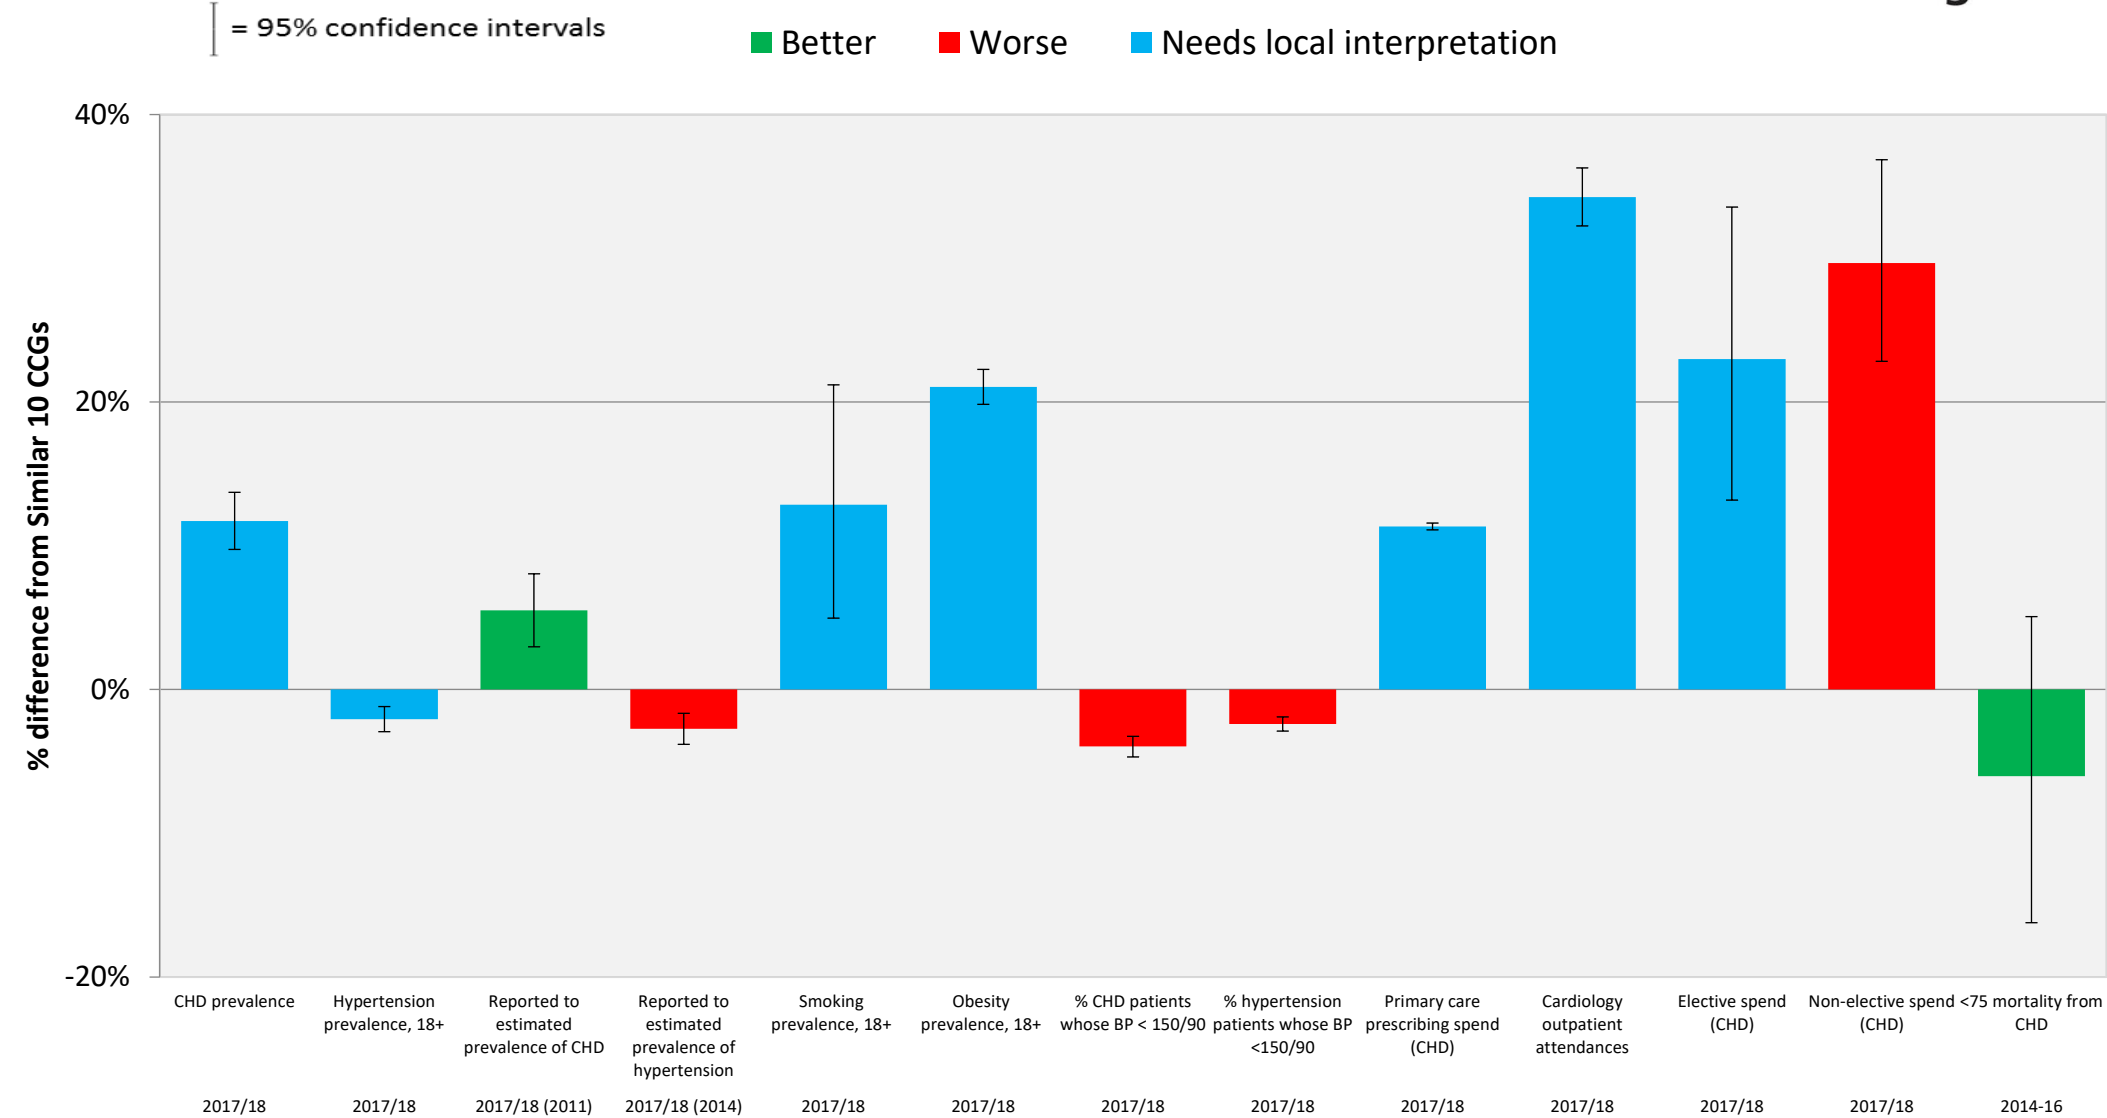 = 95% confidence intervals
Better
Worse
Needs local interpretation
40%
20%
0%
-20%
% difference from Similar 10 CCGs
CHD prevalence
2017/18
Hypertension
prevalence, 18+
2017/18
Reported to
estimated
prevalence of CHD
2017/18 (2011)
Reported to
estimated
prevalence of
hypertension
2017/18 (2014)
Smoking
prevalence, 18+
2017/18
Obesity
prevalence, 18+
2017/18
% CHD patients
whose BP < 150/90
2017/18
% hypertension
patients whose BP
<150/90
2017/18
Primary care
prescribing spend
(CHD)
2017/18
Cardiology
outpatient
attendances
2017/18
Elective spend
(CHD)
2017/18
Non-elective spend
(CHD)
2017/18
<75 mortality from
CHD
2014-16